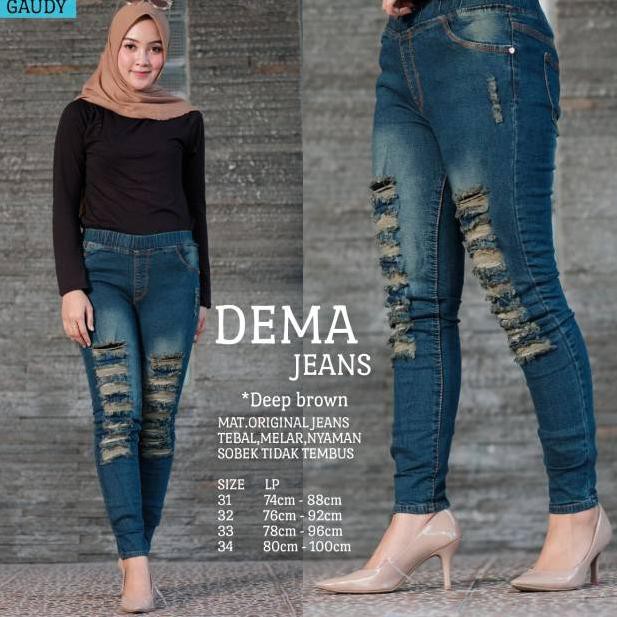 GAUDY
DEMA
JEANS
*Deep brown
MAT.ORIGINAL JEANS
TEBAL,MELAR,NYAMAN
SOBEK TIDAK TEMBUS
SIZE LP
31 74cm - 88cm
32 76cm - 92cm
33 78cm - 96cm
34 80cm - 100cm